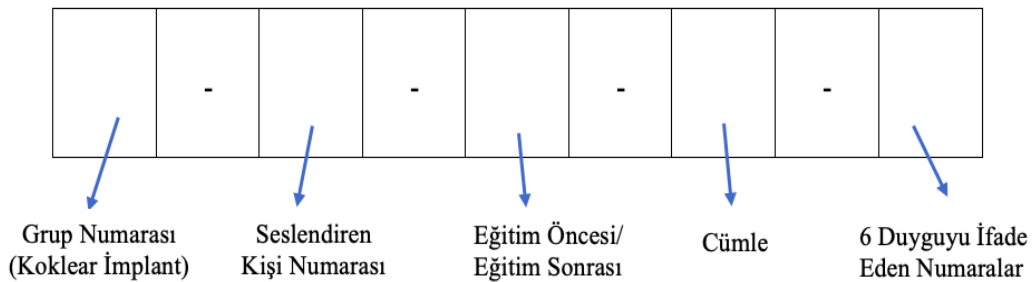 - - - -
Grup Numarası
(Koklear İmplant)
Seslendiren
Kişi Numarası
Eğitim Öncesi/
Eğitim Sonrası
Cümle
6 Duyguyu İfade
Eden Numaralar